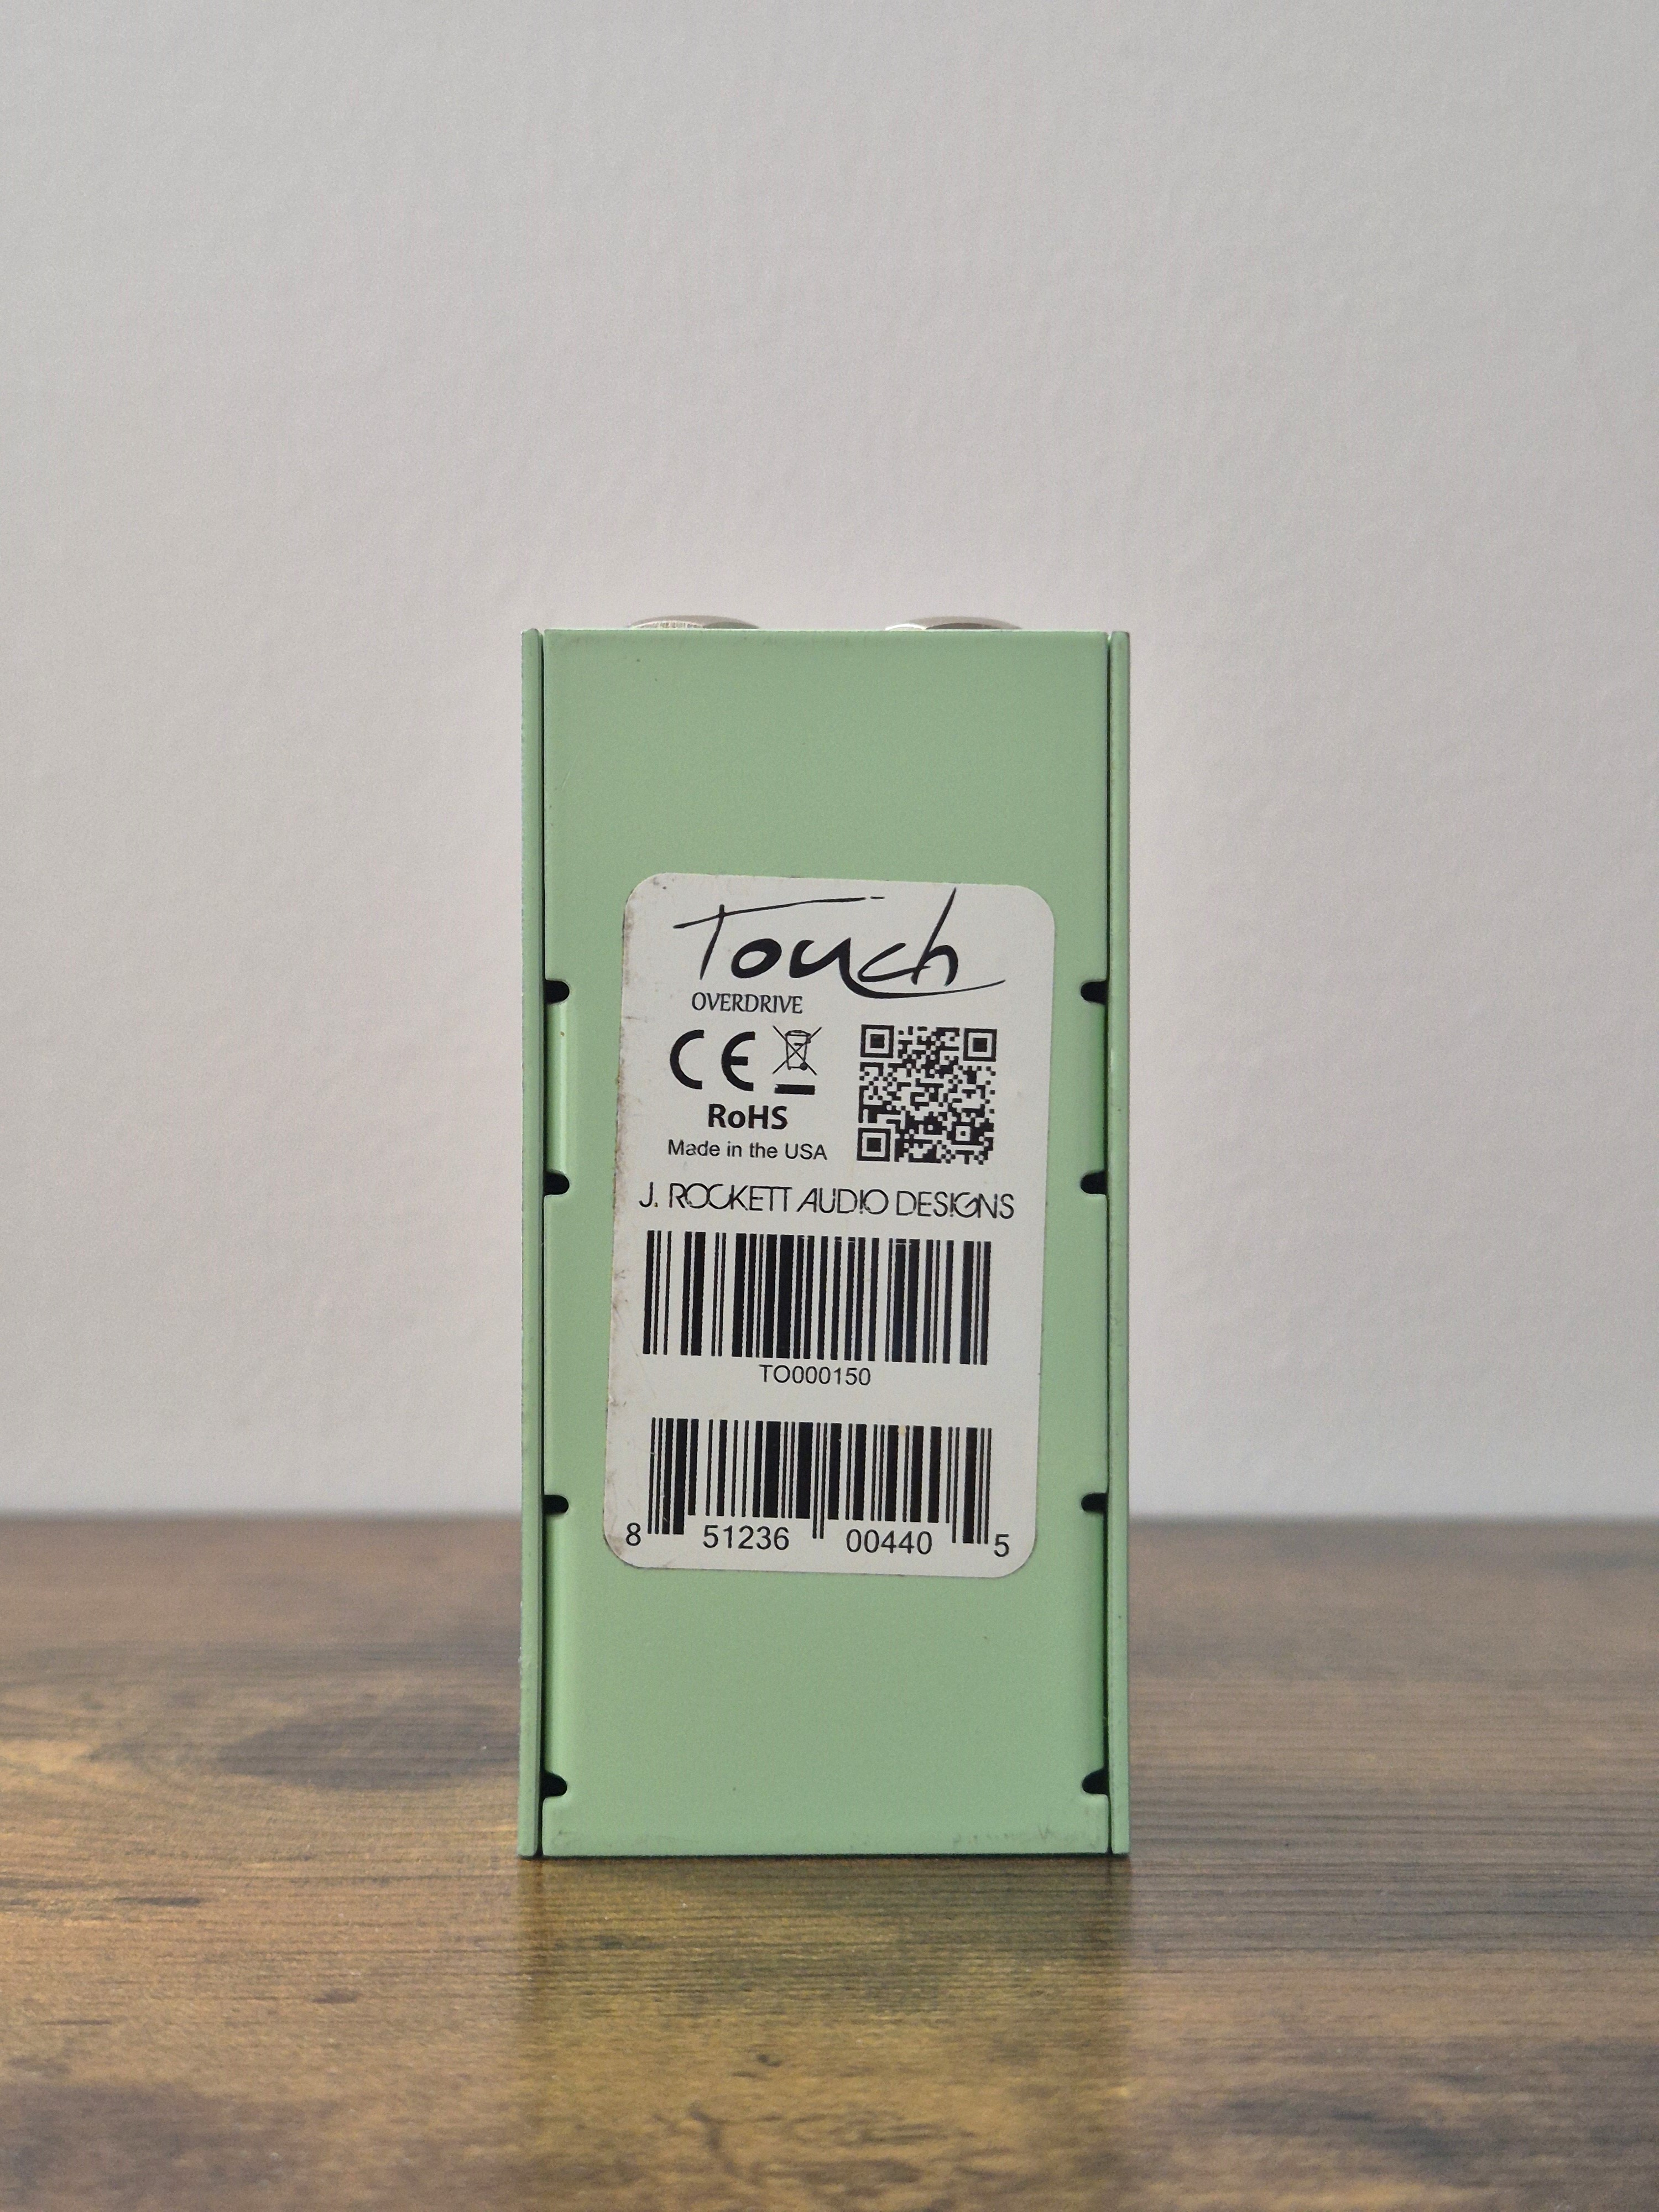 Touch
OVERDRIVE
CE
RoHS
Made in the USA
J. ROCKETT AUDIO DESIGNS
TO000150
8 51236 00440 5